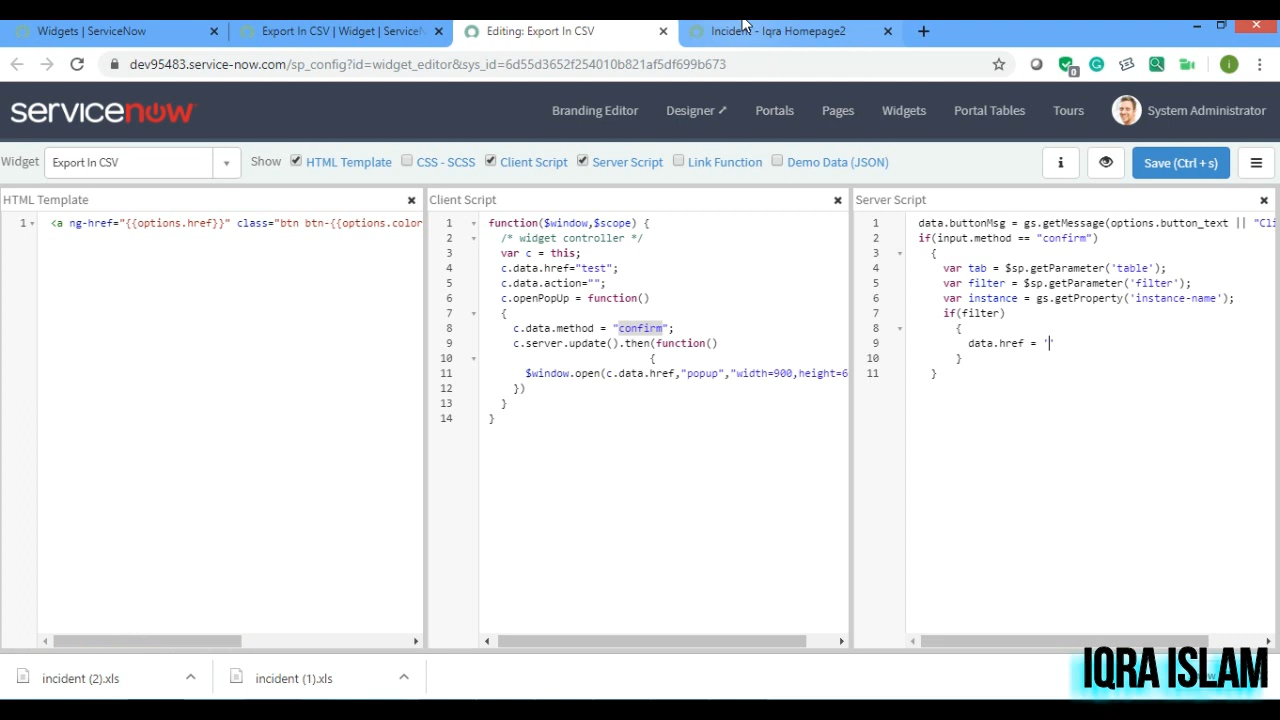 Widgets | ServiceNow
Export In CSV | Widget | ServiceN
Editing: Export In CSV
Incident - Iqra Homepage2
dev95483.service-now.com/sp_config?id=widget_editor&sys_id=6d55d3652f254010b821af5df699b673
0
i
servicenow
Branding Editor
Designer
Portals
Pages
Widgets
Portal Tables
Tours
System Administrator
Widget
Export In CSV
Show
HTML Template
CSS - SCSS
Client Script
Server Script
Link Function
Demo Data (JSON)
Save (Ctrl + s)
HTML Template
1 <a ng-href="{{options.href}}" class="btn btn-{{options.color
Client Script
1 function($window,$scope) {
2 /* widget controller */
3 var c = this;
4 c.data.href="test";
5 c.data.action="";
6 c.openPopUp = function()
7 {
8 c.data.method = "confirm";
9 c.server.update().then(function()
10 {
11 $window.open(c.data.href,"popup","width=900,height=6
12 })
13 }
14 }
Server Script
1 data.buttonMsg = gs.getMessage(options.button_text || "Cli
2 if(input.method == "confirm")
3 {
4 var tab = $sp.getParameter('table');
5 var filter = $sp.getParameter('filter');
6 var instance = gs.getProperty('instance-name');
7 if(filter)
8 {
9 data.href = ''
10 }
11 }
incident (2).xls
incident (1).xls
IQRA ISLAM